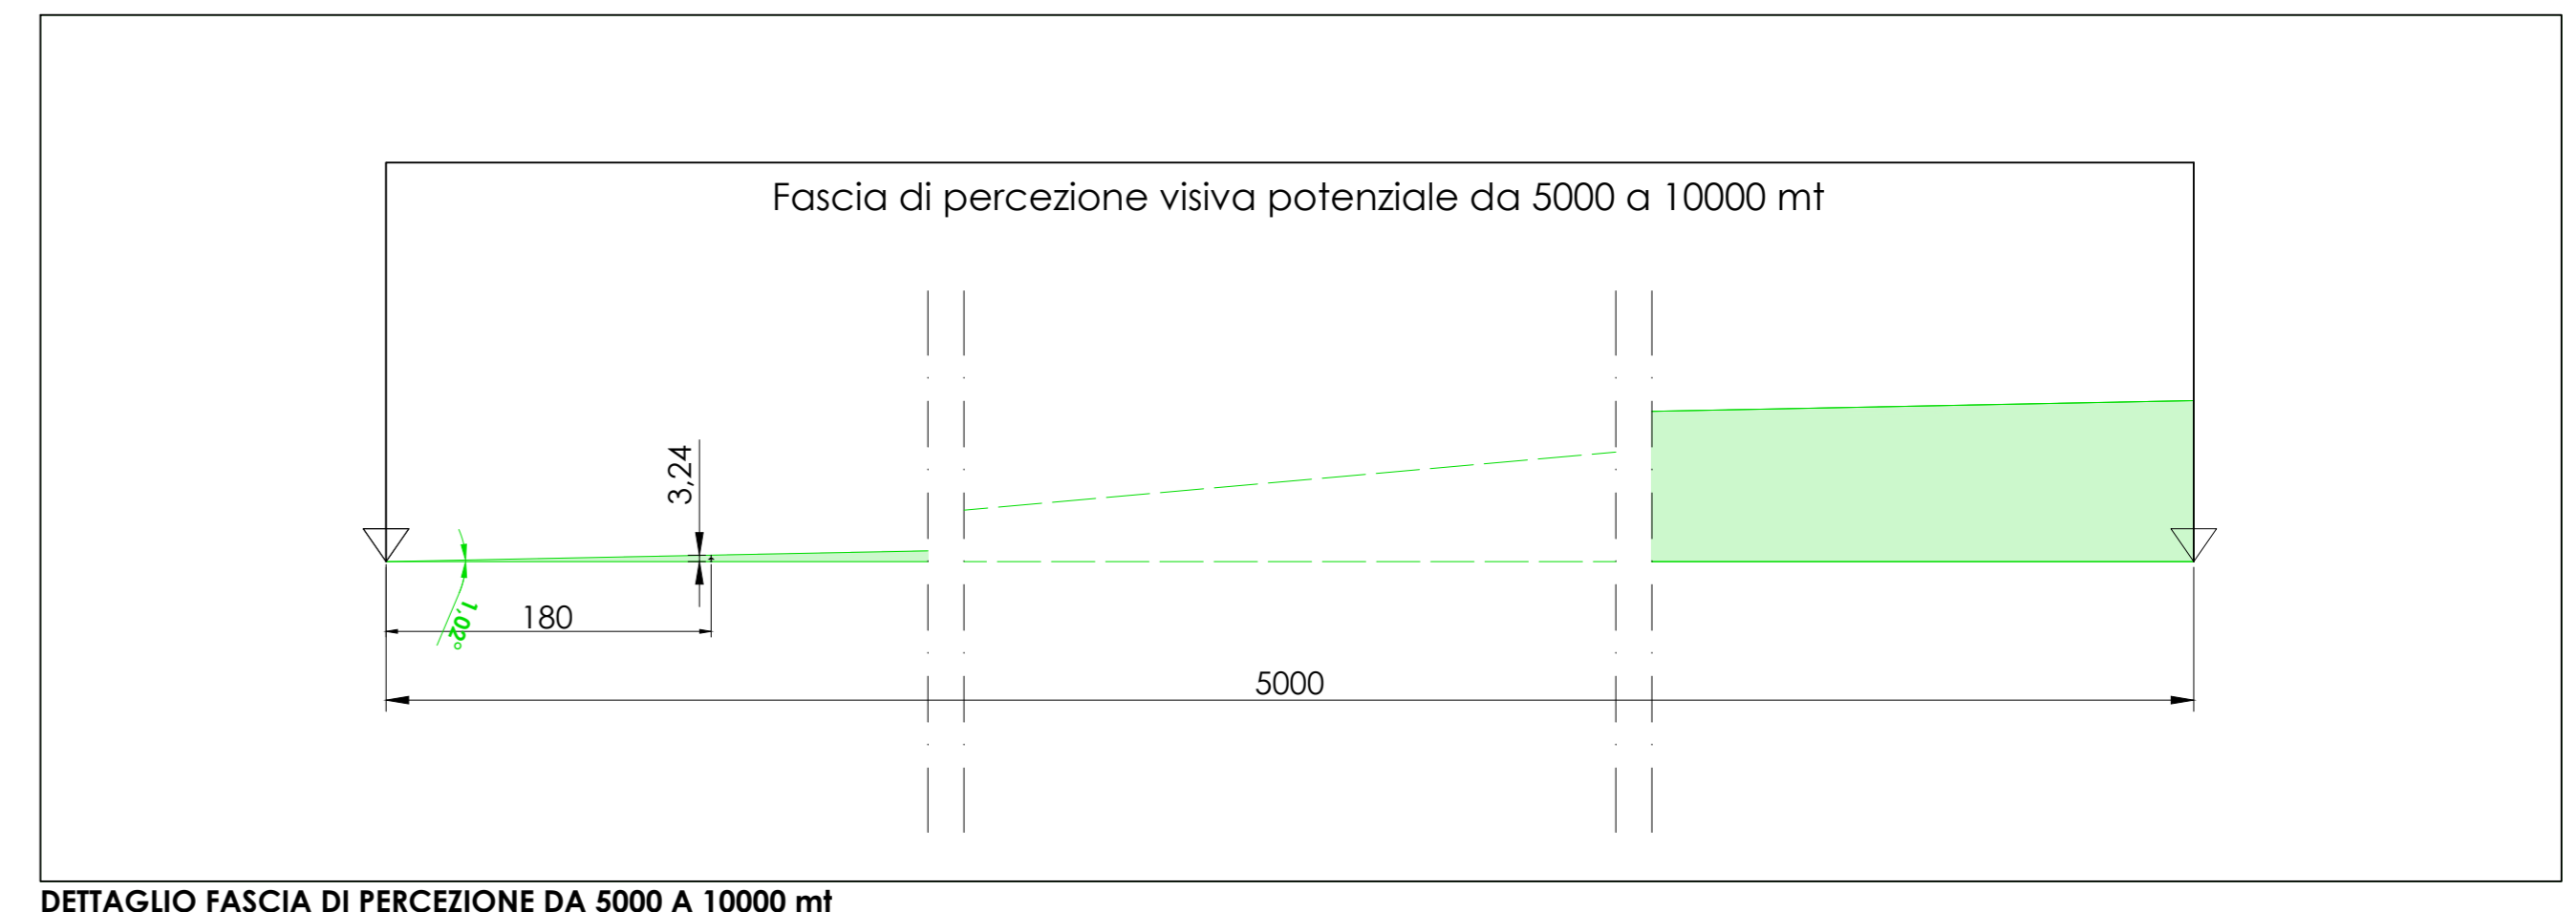 Fascia di percezione visiva potenziale da 5000 a 10000 mt
3,24
1,02°
180
5000
DETTAGLIO FASCIA DI PERCEZIONE DA 5000 A 10000 mt